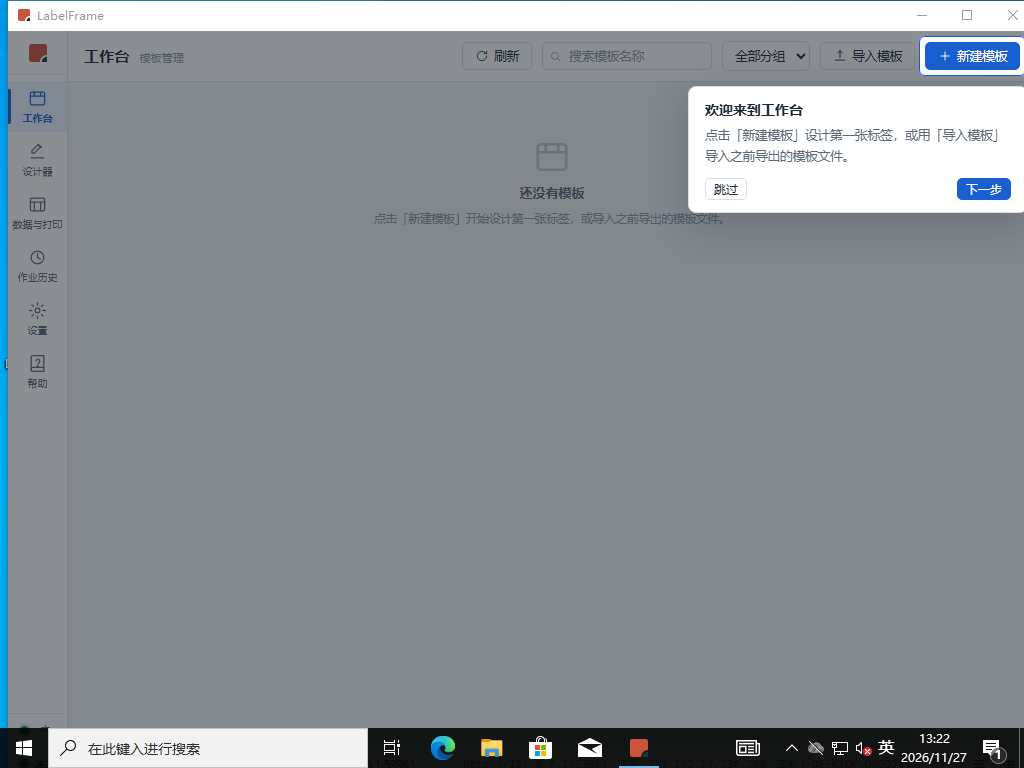 LabelFrame
工作台 模板管理
刷新
搜索模板名称
全部分组
导入模板
新建模板
工作台
设计器
数据与打印
作业历史
设置
帮助
欢迎来到工作台
点击「新建模板」设计第一张标签，或用「导入模板」
导入之前导出的模板文件。
跳过
下一步
还没有模板
点击「新建模板」开始设计第一张标签，或导入之前导出的模板文件。
在此键入进行搜索
英
13:22
2026/11/27
1